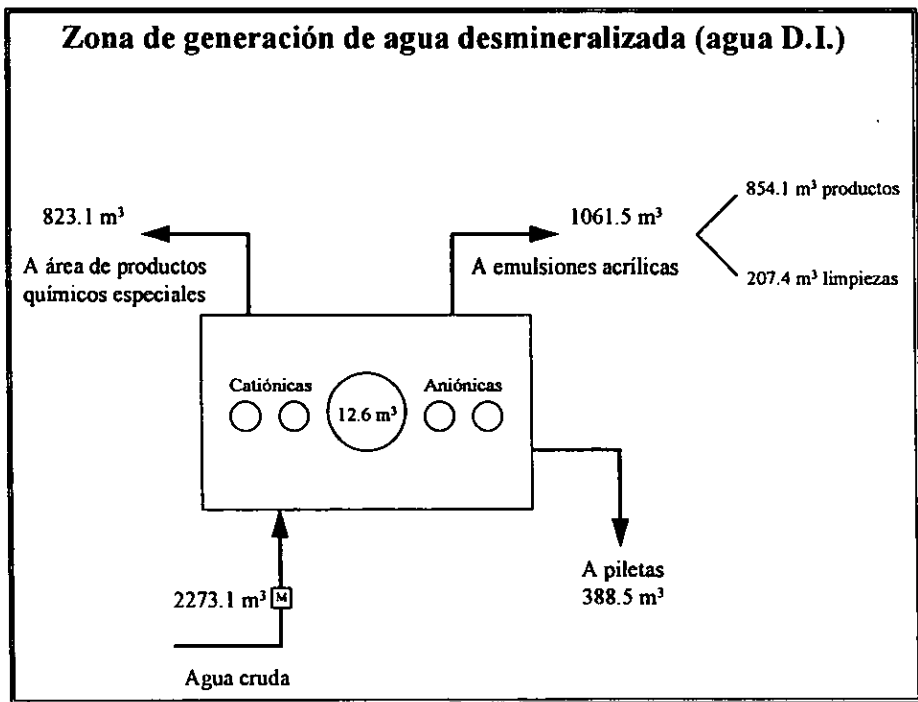 Zona de generación de agua desmineralizada (agua D.I.)
823.1 m³
A área de productos
químicos especiales
1061.5 m³
A emulsiones acrílicas
854.1 m³ productos
207.4 m³ limpiezas
Catiónicas
12.6 m³
Aniónicas
A piletas
388.5 m³
2273.1 m³ M
Agua cruda